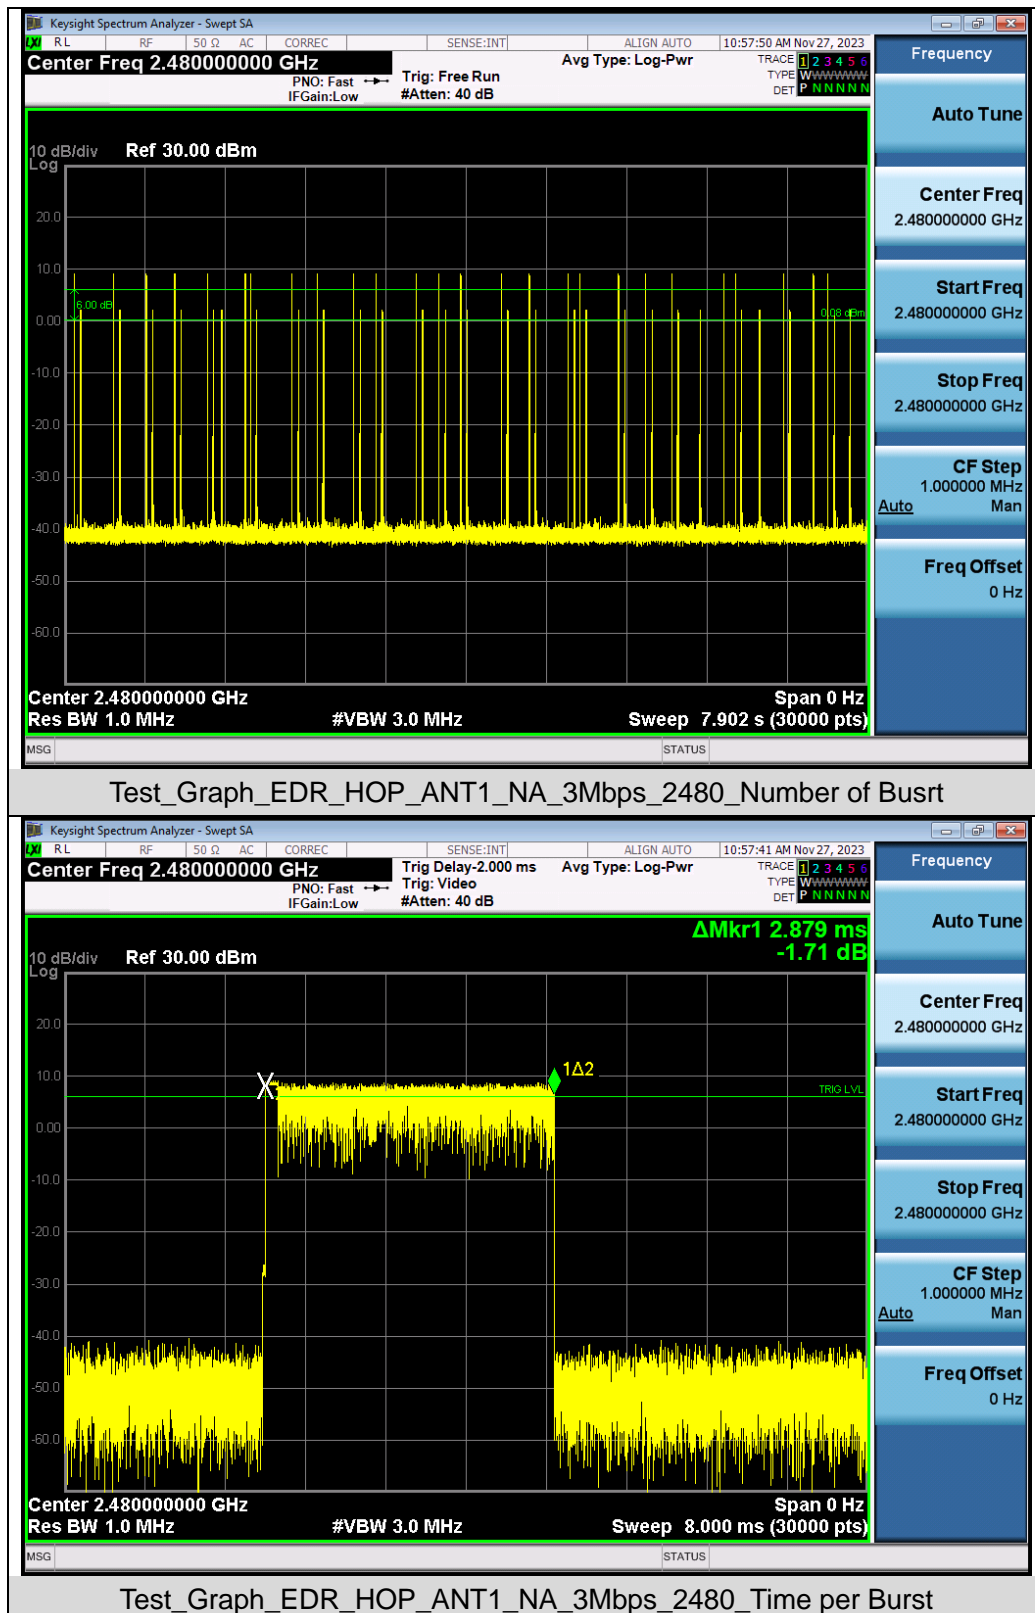 Keysight Spectrum Analyzer - Swept SA
LXI RL RF 50 Ω AC CORREC SENSE:INT ALIGN AUTO 10:57:50 AM Nov 27, 2023
Center Freq 2.480000000 GHz Avg Type: Log-Pwr TRACE 1 2 3 4 5 6
PNO: Fast Trig: Free Run TYPE WWWWWW
IFGain:Low #Atten: 40 dB DET P N N N N N
Frequency
Auto Tune
10 dB/div Ref 30.00 dBm
Log
20.0
10.0
6.00 dB
0.00
0.08 dBm
-10.0
-20.0
-30.0
-40.0
-50.0
-60.0
Center Freq
2.480000000 GHz
Start Freq
2.480000000 GHz
Stop Freq
2.480000000 GHz
CF Step
1.000000 MHz
Auto Man
Freq Offset
0 Hz
Center 2.480000000 GHz Span 0 Hz
Res BW 1.0 MHz #VBW 3.0 MHz Sweep 7.902 s (30000 pts)
MSG STATUS
Test_Graph_EDR_HOP_ANT1_NA_3Mbps_2480_Number of Busrt
Keysight Spectrum Analyzer - Swept SA
LXI RL RF 50 Ω AC CORREC SENSE:INT ALIGN AUTO 10:57:41 AM Nov 27, 2023
Center Freq 2.480000000 GHz Trig Delay-2.000 ms Avg Type: Log-Pwr TRACE 1 2 3 4 5 6
PNO: Fast Trig: Video TYPE WWWWWW
IFGain:Low #Atten: 40 dB DET P N N N N N
Frequency
Auto Tune
ΔMkr1 2.879 ms
-1.71 dB
10 dB/div Ref 30.00 dBm
Log
20.0
10.0
1Δ2
TRIG LVL
0.00
-10.0
-20.0
-30.0
-40.0
-50.0
-60.0
Center Freq
2.480000000 GHz
Start Freq
2.480000000 GHz
Stop Freq
2.480000000 GHz
CF Step
1.000000 MHz
Auto Man
Freq Offset
0 Hz
Center 2.480000000 GHz Span 0 Hz
Res BW 1.0 MHz #VBW 3.0 MHz Sweep 8.000 ms (30000 pts)
MSG STATUS
Test_Graph_EDR_HOP_ANT1_NA_3Mbps_2480_Time per Burst